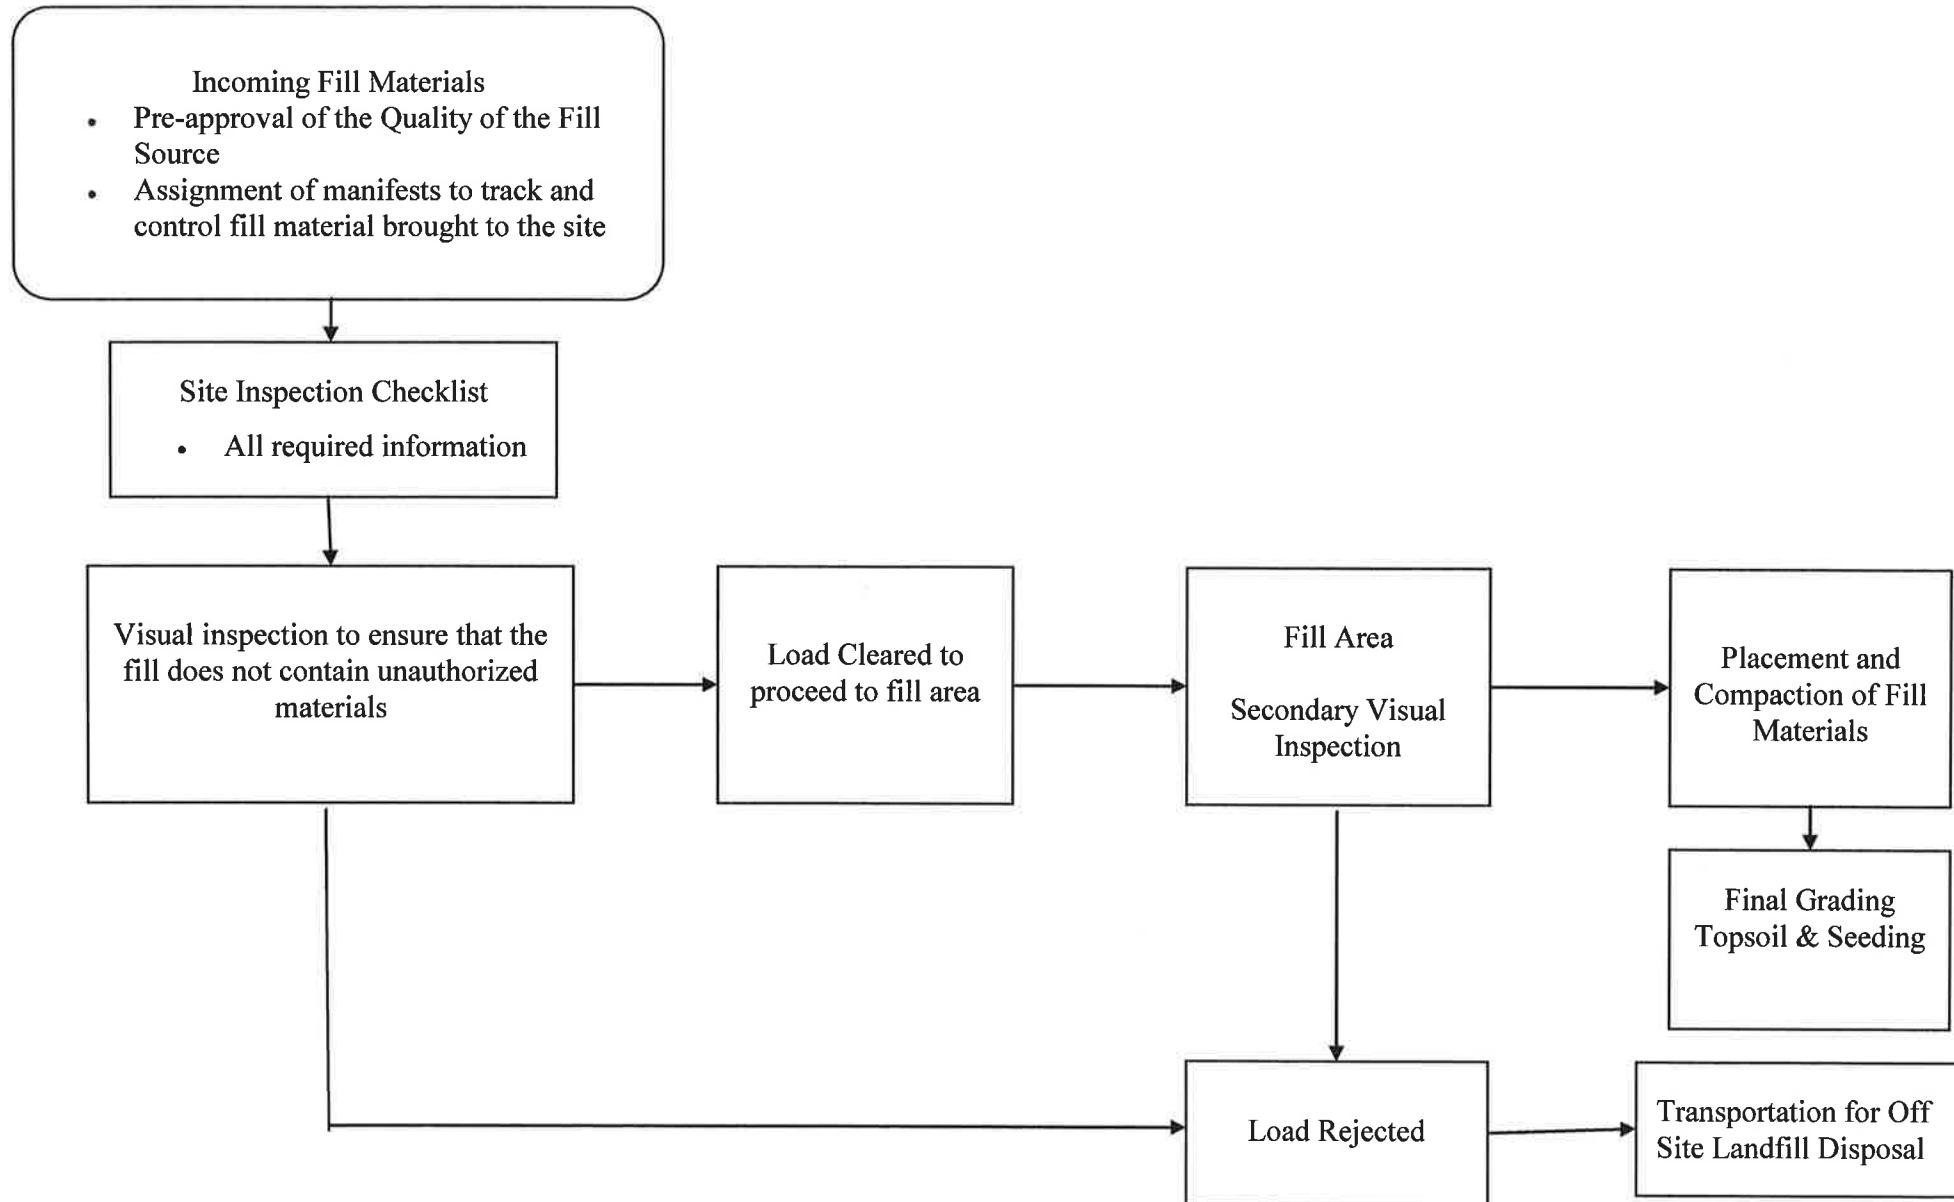 Incoming Fill Materials
• Pre-approval of the Quality of the Fill
Source
• Assignment of manifests to track and
control fill material brought to the site
Site Inspection Checklist
• All required information
Visual inspection to ensure that the
fill does not contain unauthorized
materials
Load Cleared to
proceed to fill area
Fill Area
Secondary Visual
Inspection
Placement and
Compaction of Fill
Materials
Final Grading
Topsoil & Seeding
Load Rejected
Transportation for Off
Site Landfill Disposal